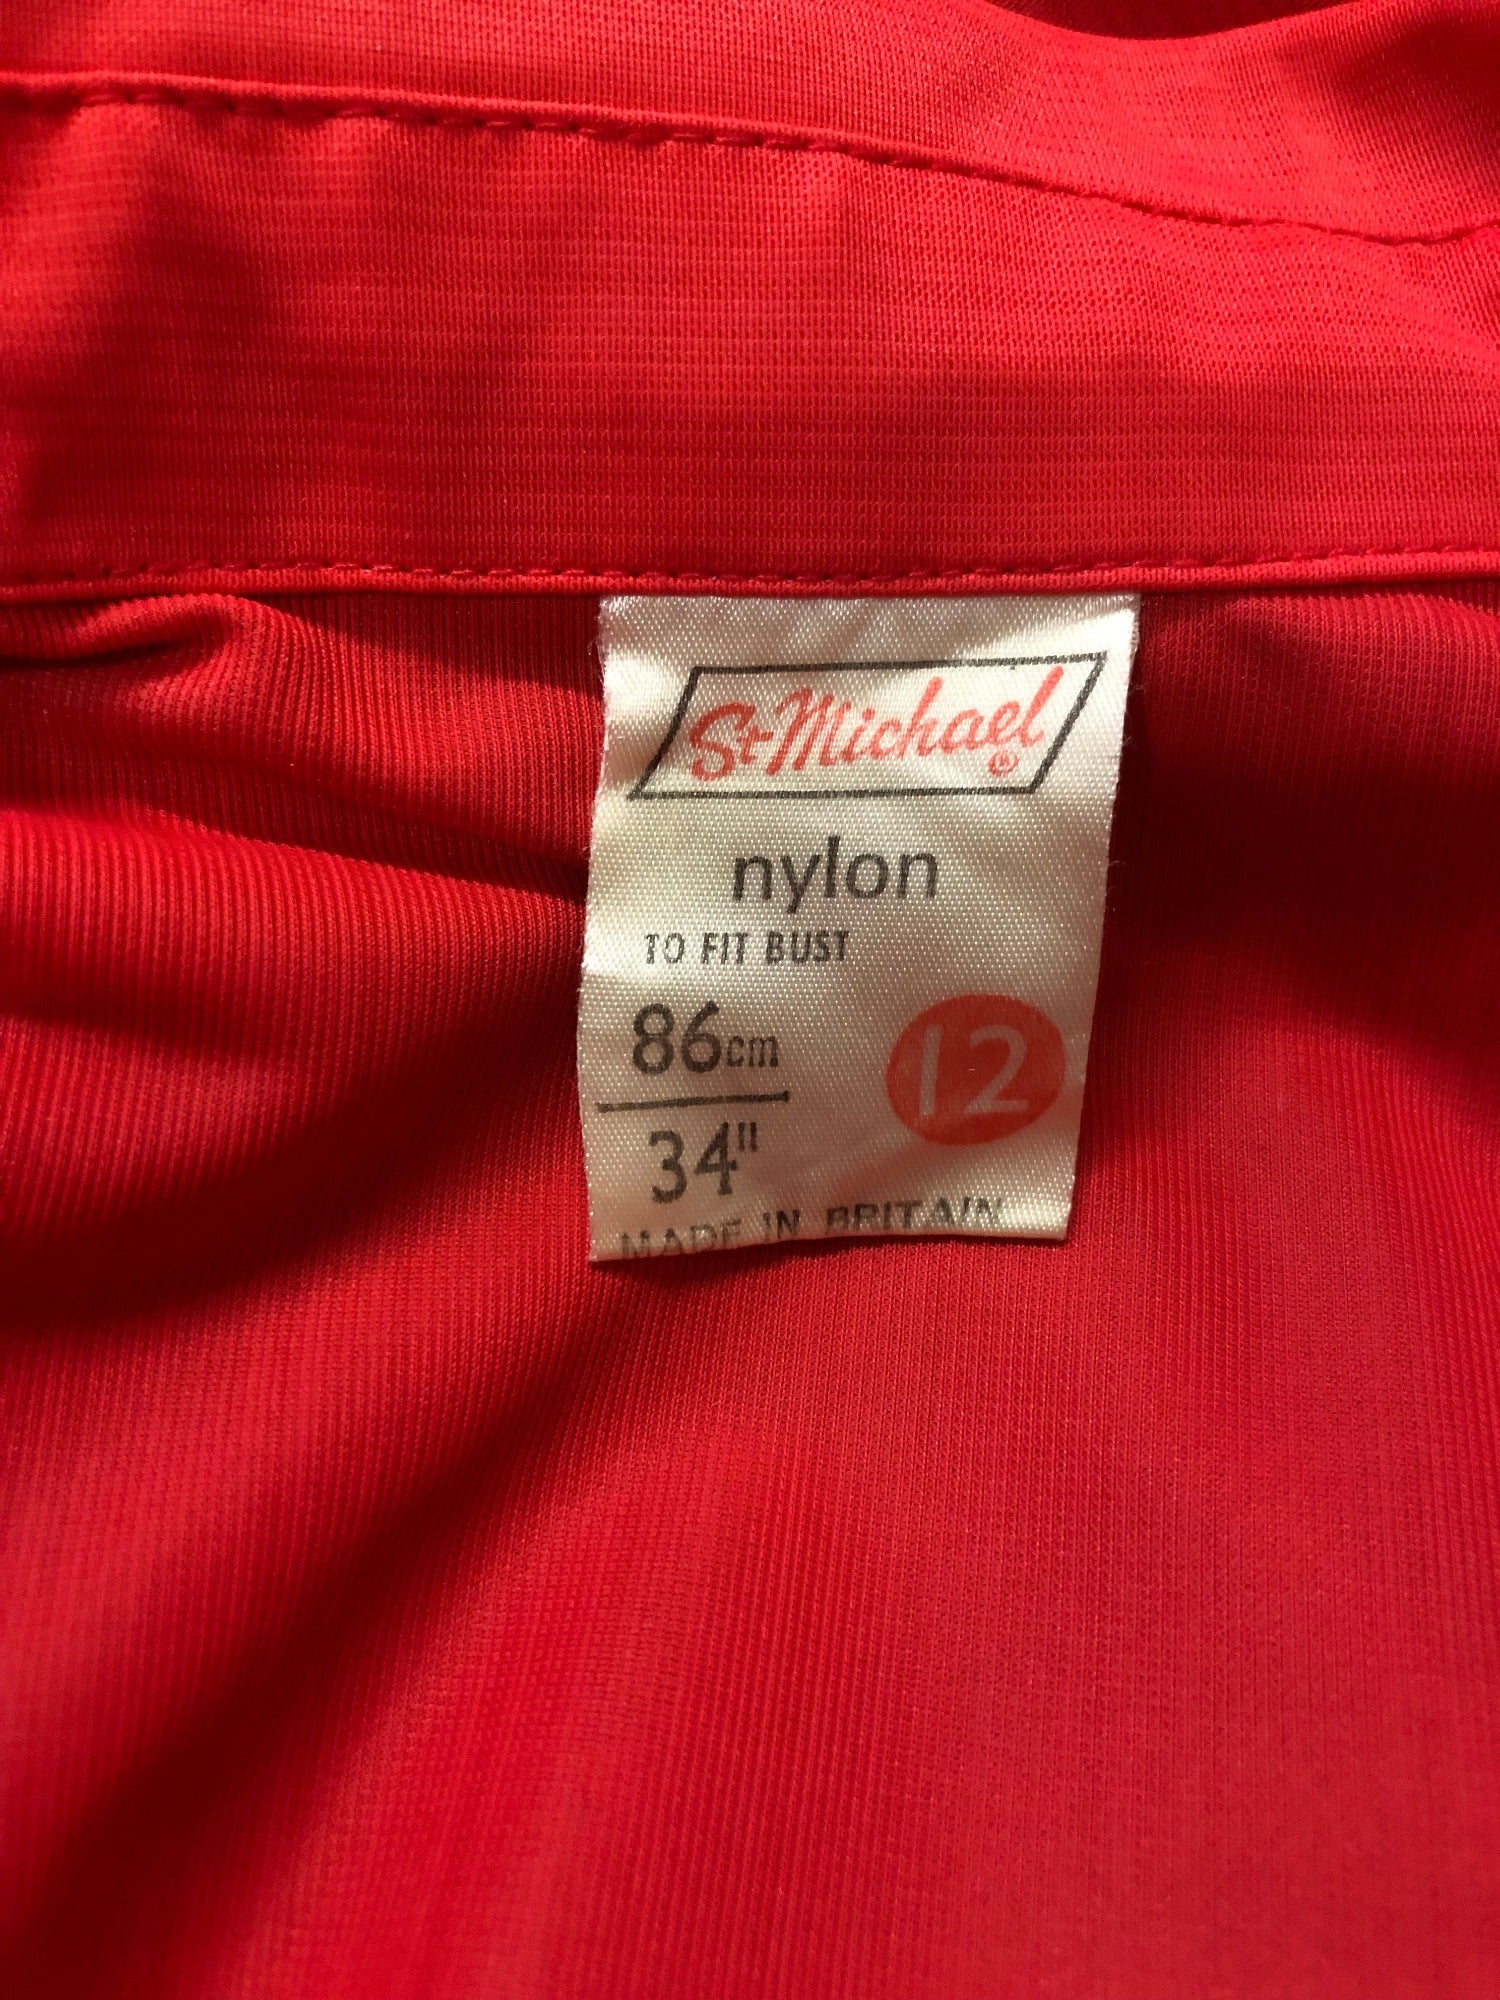 St Michael ®
nylon
TO FIT BUST
86cm
34"
12
MADE IN BRITAIN